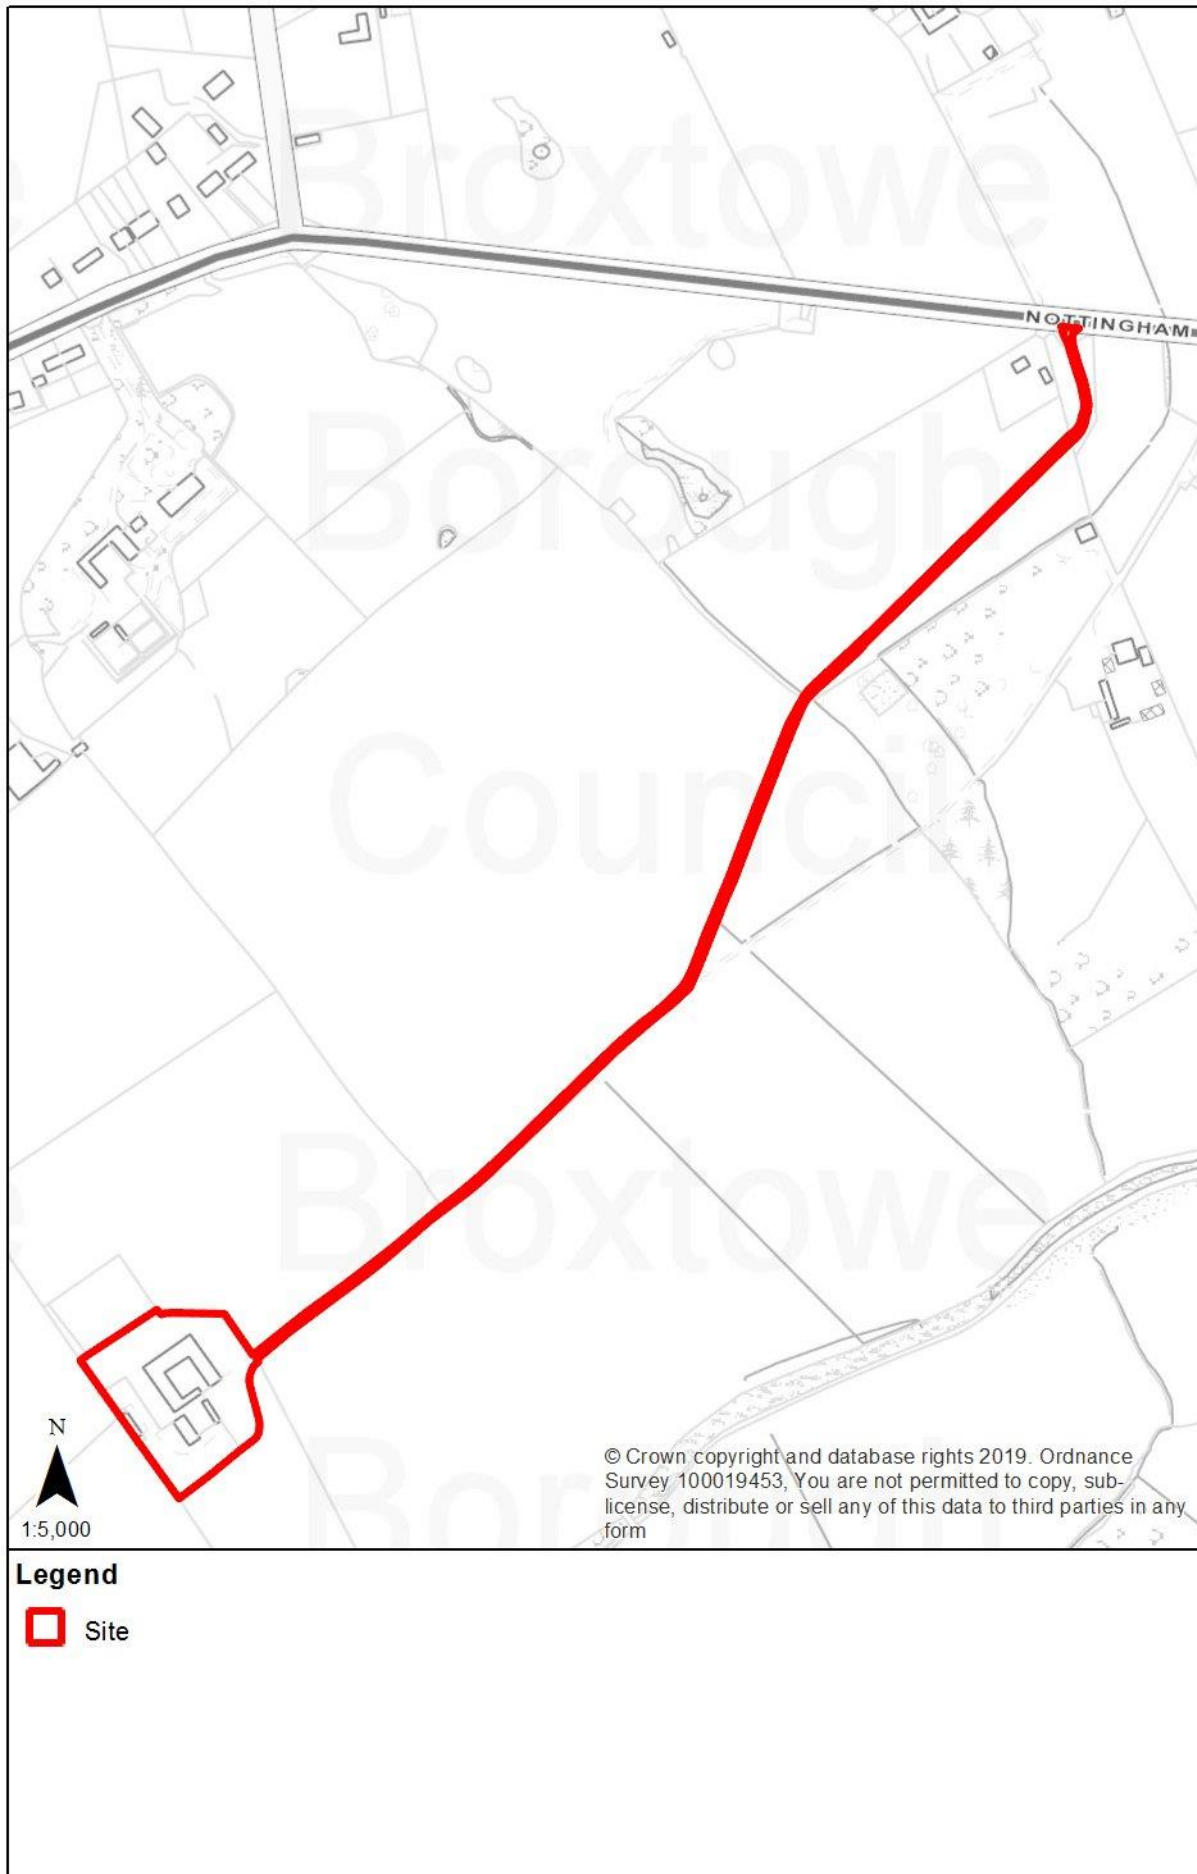 Broxtowe
NOTTINGHAM
Borough
Council
Broxtowe
N
1:5,000
Borough
© Crown copyright and database rights 2019. Ordnance
Survey 100019453, You are not permitted to copy, sub-
license, distribute or sell any of this data to third parties in any
form
Legend
Site